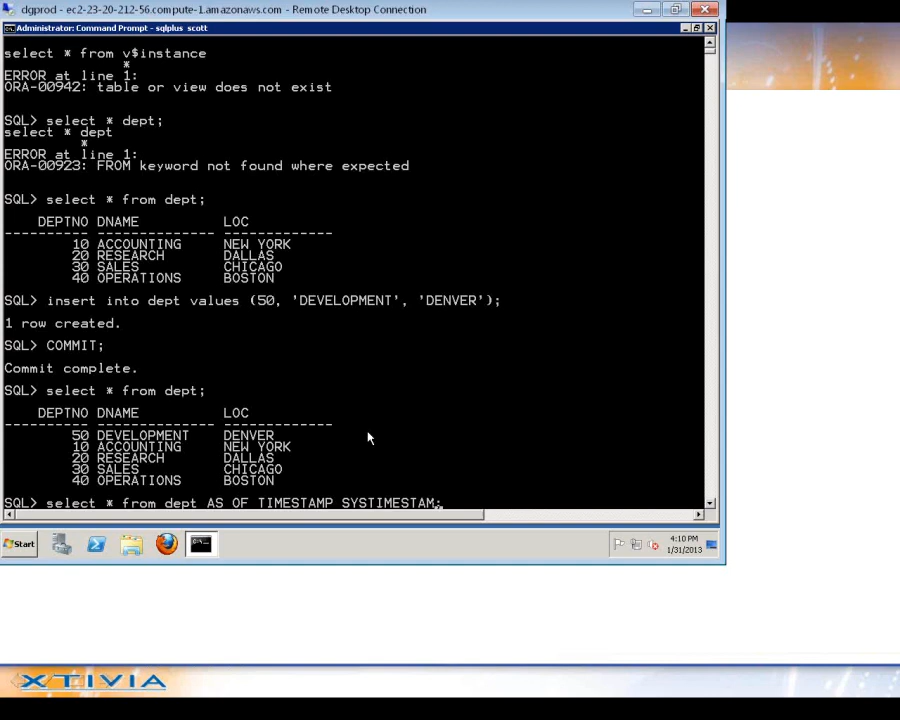 dgprod - ec2-23-20-212-56.compute-1.amazonaws.com - Remote Desktop Connection
Administrator: Command Prompt - sqlplus scott
select * from v$instance
*
ERROR at line 1:
ORA-00942: table or view does not exist
SQL> select * dept;
select * dept
*
ERROR at line 1:
ORA-00923: FROM keyword not found where expected
SQL> select * from dept;
DEPTNO DNAME LOC
---------- -------------- -------------
10 ACCOUNTING NEW YORK
20 RESEARCH DALLAS
30 SALES CHICAGO
40 OPERATIONS BOSTON
SQL> insert into dept values (50, 'DEVELOPMENT', 'DENVER');
1 row created.
SQL> COMMIT;
Commit complete.
SQL> select * from dept;
DEPTNO DNAME LOC
---------- -------------- -------------
50 DEVELOPMENT DENVER
10 ACCOUNTING NEW YORK
20 RESEARCH DALLAS
30 SALES CHICAGO
40 OPERATIONS BOSTON
SQL> select * from dept AS OF TIMESTAMP SYSTIMESTAM;
Start
4:10 PM
1/31/2013
XTIVIA